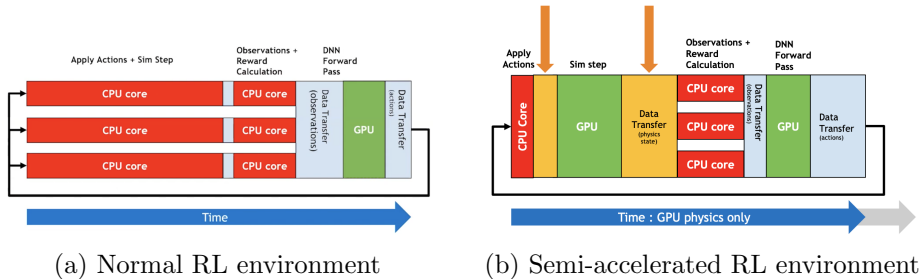 Apply Actions + Sim Step
Observations +
Reward
Calculation
DNN
Forward
Pass
CPU core
CPU core
CPU core
CPU core
CPU core
CPU core
Data Transfer
(observations)
GPU
Data Transfer
(actions)
Time
(a) Normal RL environment
Apply
Actions
Sim step
Observations +
Reward
Calculation
DNN
Forward
Pass
CPU Core
GPU
Data
Transfer
(physics
state)
CPU core
CPU core
CPU core
Data Transfer
(observations)
GPU
Data
Transfer
(actions)
Time : GPU physics only
(b) Semi-accelerated RL environment